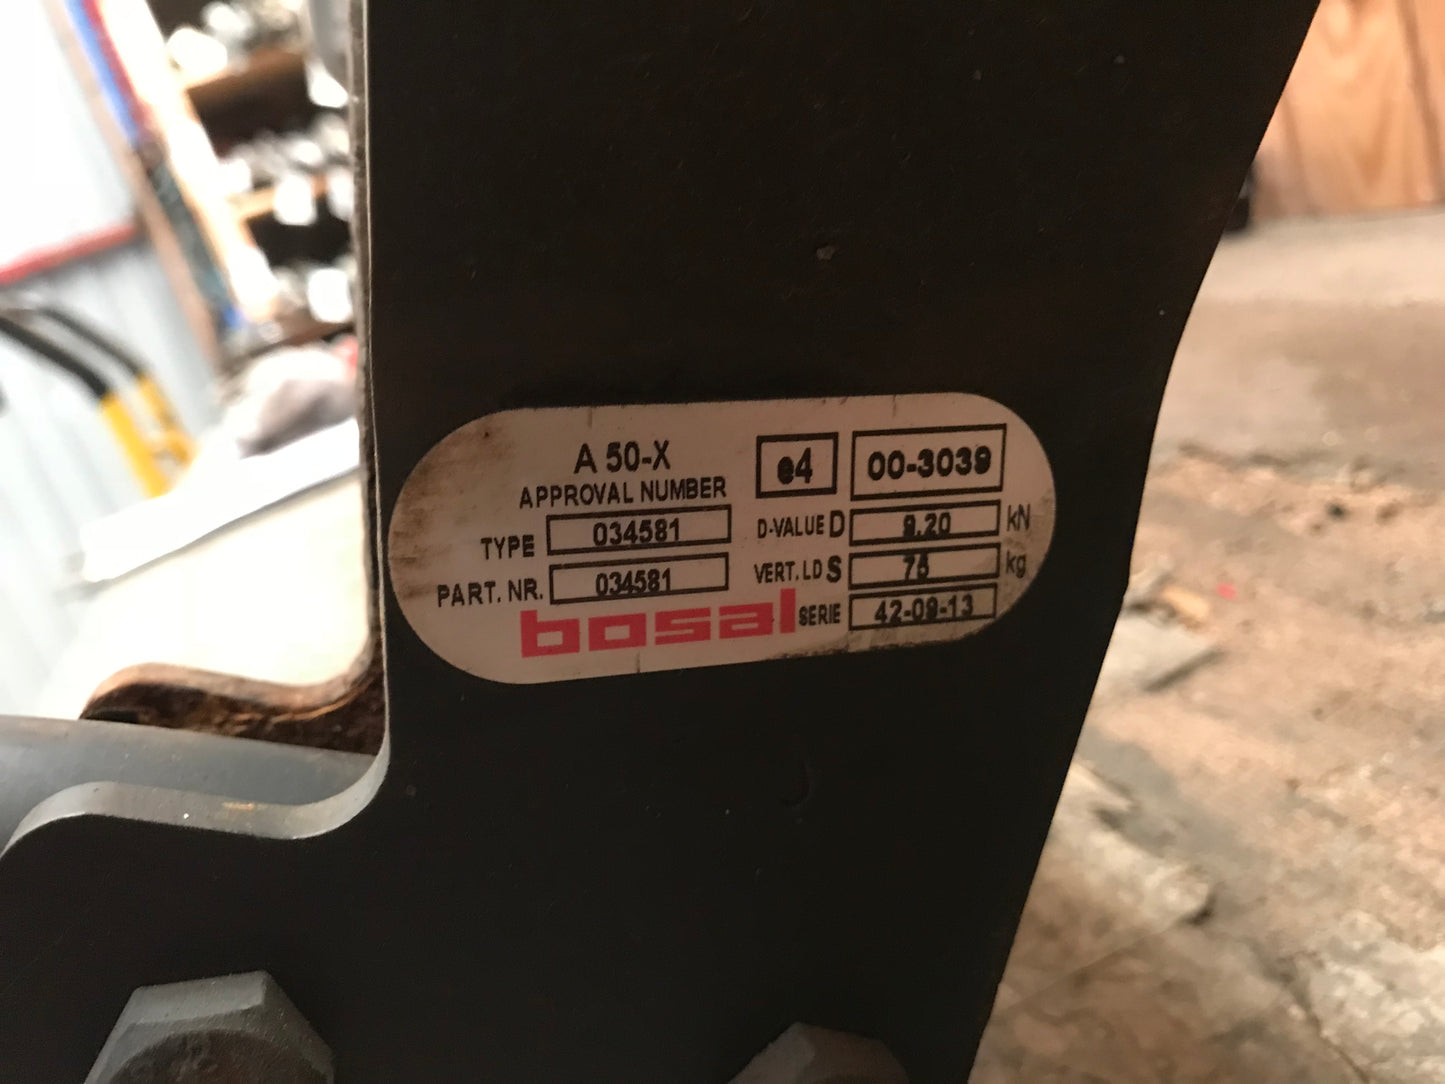 A 50-X
APPROVAL NUMBER e4 00-3039
TYPE 034581
PART. NR. 034581
D-VALUE D 9.20 kN
VERT. LD S 75 kg
SERIE 42-09-13
bosal